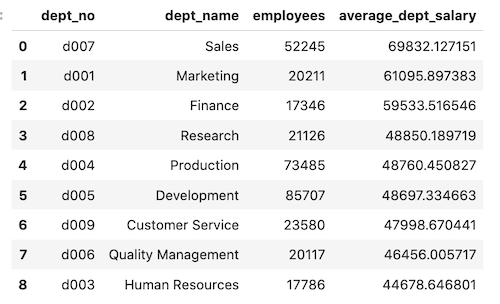 dept_no dept_name employees average_dept_salary
0 d007 Sales 52245 69832.127151
1 d001 Marketing 20211 61095.897383
2 d002 Finance 17346 59533.516546
3 d008 Research 21126 48850.189719
4 d004 Production 73485 48760.450827
5 d005 Development 85707 48697.334663
6 d009 Customer Service 23580 47998.670441
7 d006 Quality Management 20117 46456.005717
8 d003 Human Resources 17786 44678.646801